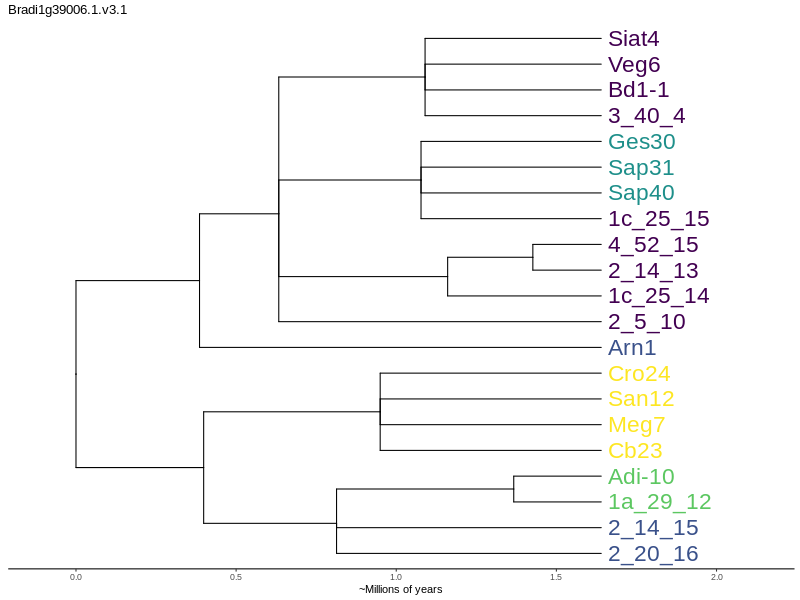 Bradi1g39006.1.v3.1
Siat4
Veg6
Bd1-1
3_40_4
Ges30
Sap31
Sap40
1c_25_15
4_52_15
2_14_13
1c_25_14
2_5_10
Arn1
Cro24
San12
Meg7
Cb23
Adi-10
1a_29_12
2_14_15
2_20_16
0.0 0.5 1.0 1.5 2.0
~Millions of years